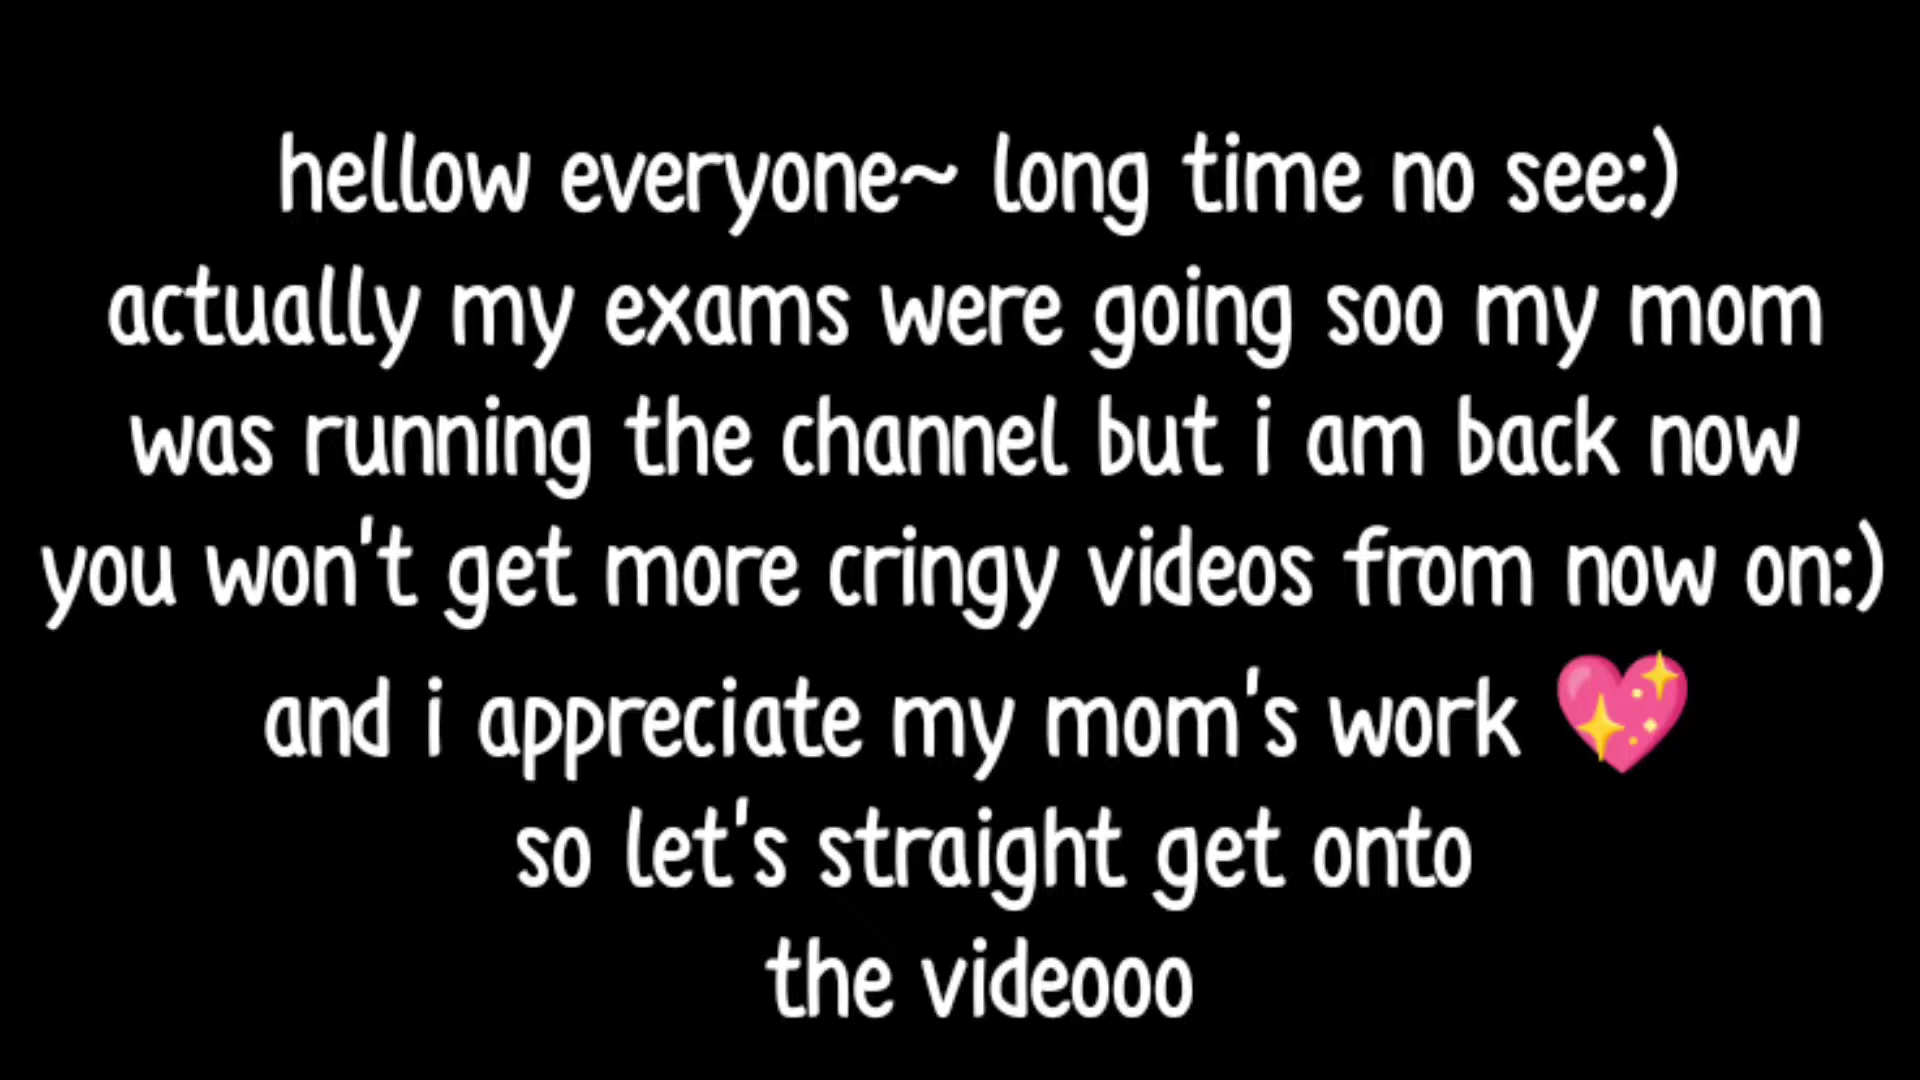 hellow everyone~ long time no see:)
actually my exams were going soo my mom
was running the channel but i am back now
you won't get more cringy videos from now on:)
and i appreciate my mom's work 💖
so let's straight get onto
the videooo